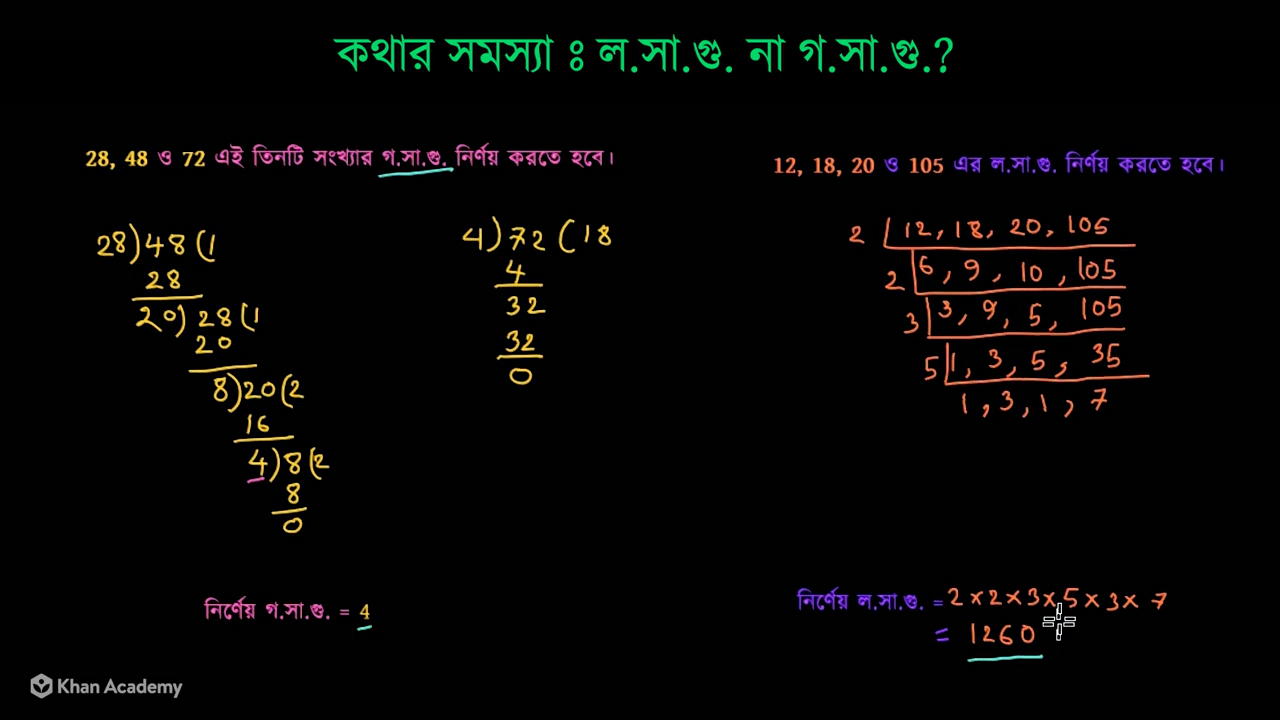 কথার সমস্যা ঃ ল.সা.গু. না গ.সা.গু.?
28, 48 ও 72 এই তিনটি সংখ্যার গ.সা.গু. নির্ণয় করতে হবে।
28)48(1
28
20)28(1
20
8)20(2
16
4)8(2
8
0
4)72(18
4
32
32
0
নির্ণেয় গ.সা.গু. = 4
12, 18, 20 ও 105 এর ল.সা.গু. নির্ণয় করতে হবে।
2 12, 18, 20, 105
2 6, 9, 10, 105
3 3, 9, 5, 105
5 1, 3, 5, 35
1, 3, 1, 7
নির্ণেয় ল.সা.গু. = 2 × 2 × 3 × 5 × 3 × 7
= 1260
Khan Academy